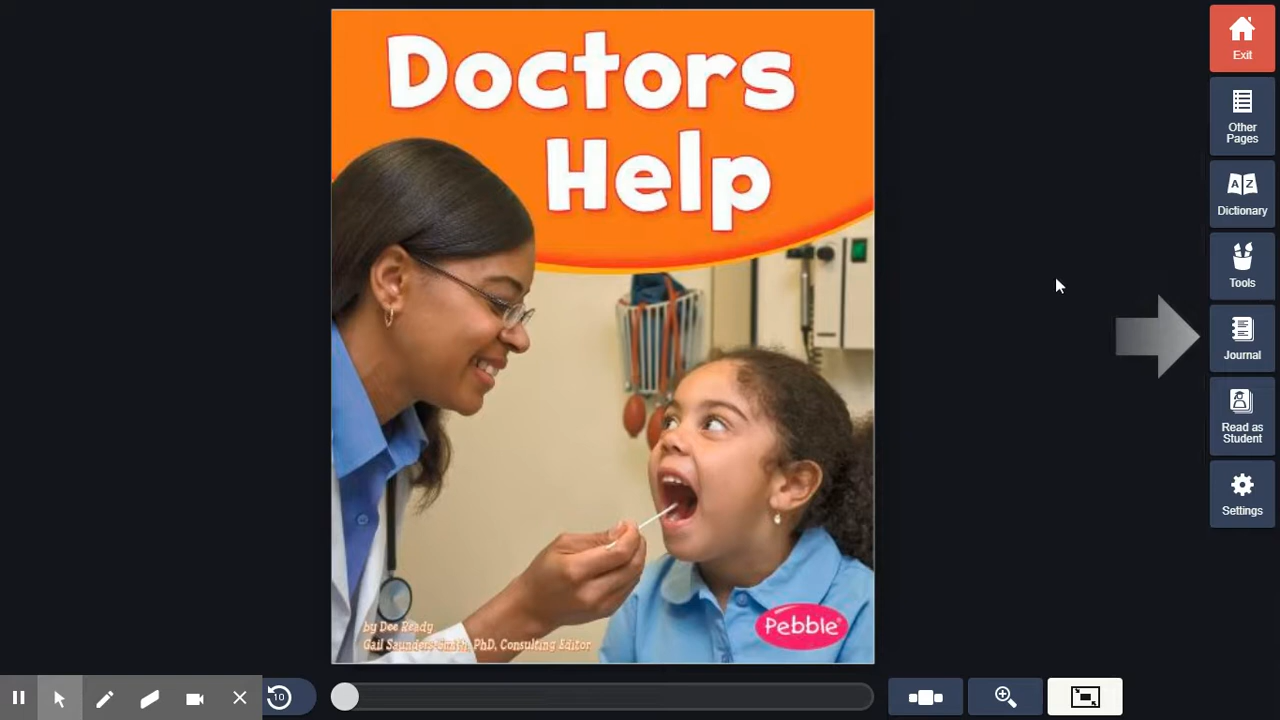 Doctors
Help
by Dee Ready
Gail Saunders-Smith, PhD, Consulting Editor
Pebble®
Exit
Other
Pages
A Z
Dictionary
Tools
Journal
Read as
Student
Settings
10